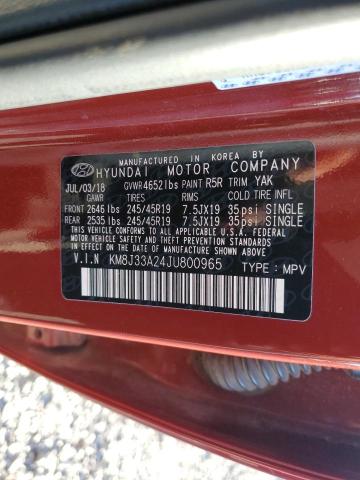 MANUFACTURED IN KOREA BY
HYUNDAI MOTOR COMPANY
JUL/03/18 GVWR4652lbs PAINT R5R TRIM YAK
GAWR TIRES RIMS COLD TIRE INFL
FRONT 2646 lbs 245/45R19 7.5JX19 35psi SINGLE
REAR 2535 lbs 245/45R19 7.5JX19 35psi SINGLE
THIS VEHICLE CONFORMS TO ALL APPLICABLE U.S.A
FEDERAL MOTOR VEHICLE SAFETY, BUMPER, AND
THEFT PREVENTION STANDARDS IN EFFECT ON THE
DATE OF MANUFACTURE SHOWN ABOVE.
V.I.N KM8J33A24JU800965 TYPE : MPV